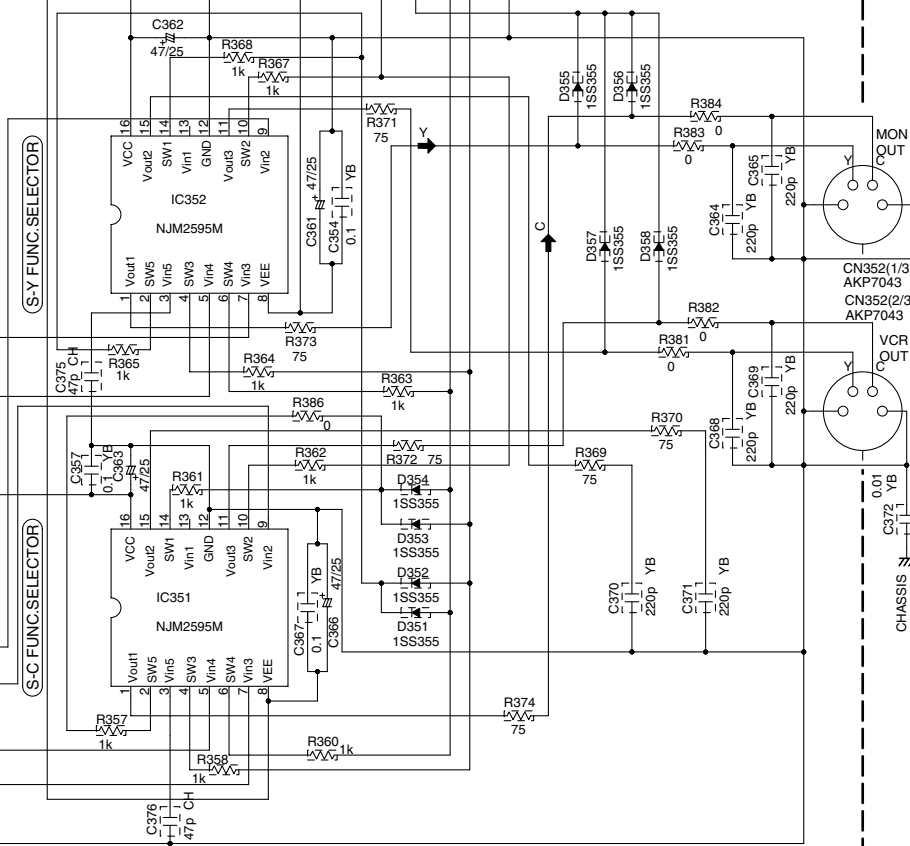 C362
47/25
R368
1k
R367
1k
R371
75
Y
D355
1SS355
D356
1SS355
R384
0
R383
0
MON
OUT
Y
C
C365
YB
220p
C364
YB
220p
CN352(1/3
AKP7043
CN352(2/3
AKP7043
S-Y FUNC.SELECTOR
16
15
14
13
12
11
10
9
VCC
Vout2
SW1
Vin1
GND
Vout3
SW2
Vin2
IC352
NJM2595M
Vout1
SW5
Vin5
SW3
Vin4
SW4
Vin3
VEE
1
2
3
4
5
6
7
8
C361
47/25
C354
0.1
YB
C
D357
1SS355
D358
1SS355
R373
75
R382
0
R381
0
VCR
OUT
Y
C
C369
YB
220p
C368
YB
220p
C375
47p
CH
R365
1k
R364
1k
R363
1k
R386
0
R370
75
R372
75
R369
75
C357
0.1
YB
C363
47/25
R361
1k
R362
1k
D354
1SS355
D353
1SS355
D352
1SS355
D351
1SS355
0.01
YB
C372
CHASSIS
S-C FUNC.SELECTOR
16
15
14
13
12
11
10
9
VCC
Vout2
SW1
Vin1
GND
Vout3
SW2
Vin2
IC351
NJM2595M
Vout1
SW5
Vin5
SW3
Vin4
SW4
Vin3
VEE
1
2
3
4
5
6
7
8
C367
0.1
YB
C366
47/25
C370
220p
YB
C371
220p
YB
R374
75
R357
1k
R358
1k
R360
1k
C376
47p
CH